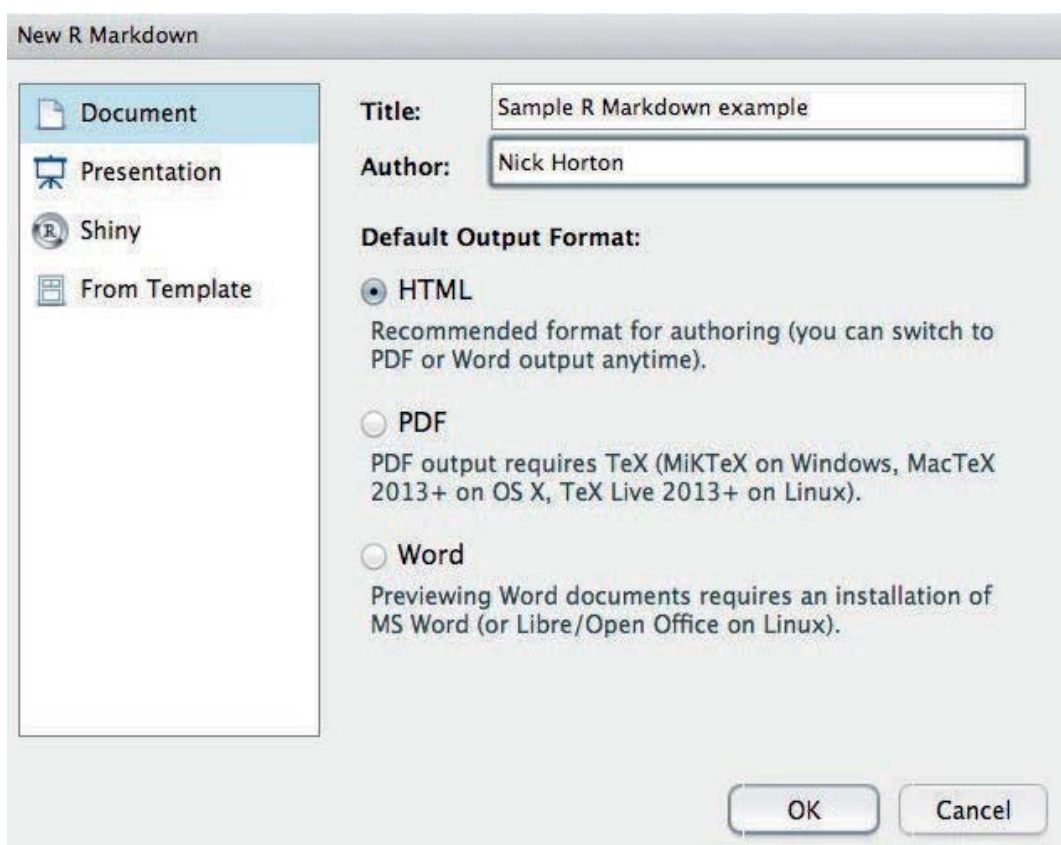 New R Markdown
Document
Presentation
Shiny
From Template
Title:
Sample R Markdown example
Author:
Nick Horton
Default Output Format:
HTML
Recommended format for authoring (you can switch to
PDF or Word output anytime).
PDF
PDF output requires TeX (MiKTeX on Windows, MacTeX
2013+ on OS X, TeX Live 2013+ on Linux).
Word
Previewing Word documents requires an installation of
MS Word (or Libre/Open Office on Linux).
OK
Cancel